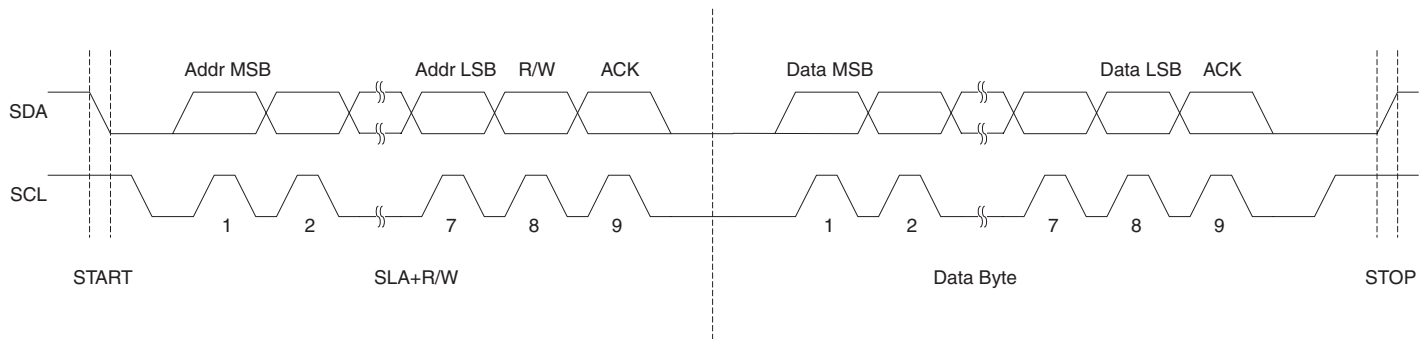 Addr MSB Addr LSB R/W ACK Data MSB Data LSB ACK
SDA
SCL
1 2 7 8 9 1 2 7 8 9
START SLA+R/W Data Byte STOP